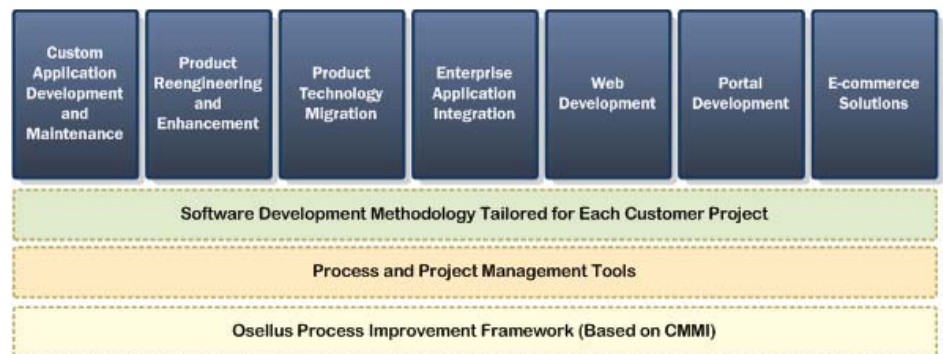 Custom
Application
Development
and
Maintenance
Product
Reengineering
and
Enhancement
Product
Technology
Migration
Enterprise
Application
Integration
Web
Development
Portal
Development
E-commerce
Solutions
Software Development Methodology Tailored for Each Customer Project
Process and Project Management Tools
Osellus Process Improvement Framework (Based on CMMI)